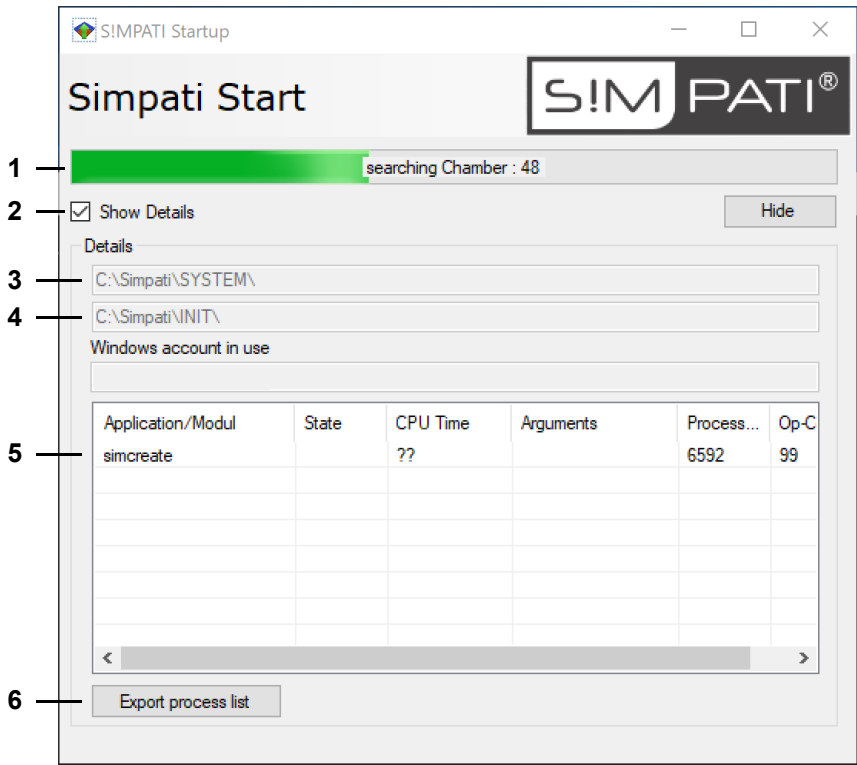 S!MPATI Startup
Simpati Start
S!MPATI®
1
searching Chamber : 48
2
Show Details
Hide
Details
3
C:\Simpati\SYSTEM\
4
C:\Simpati\INIT\
Windows account in use
Application/Modul State CPU Time Arguments Process... Op-C
5
simcreate ?? 6592 99
6
Export process list